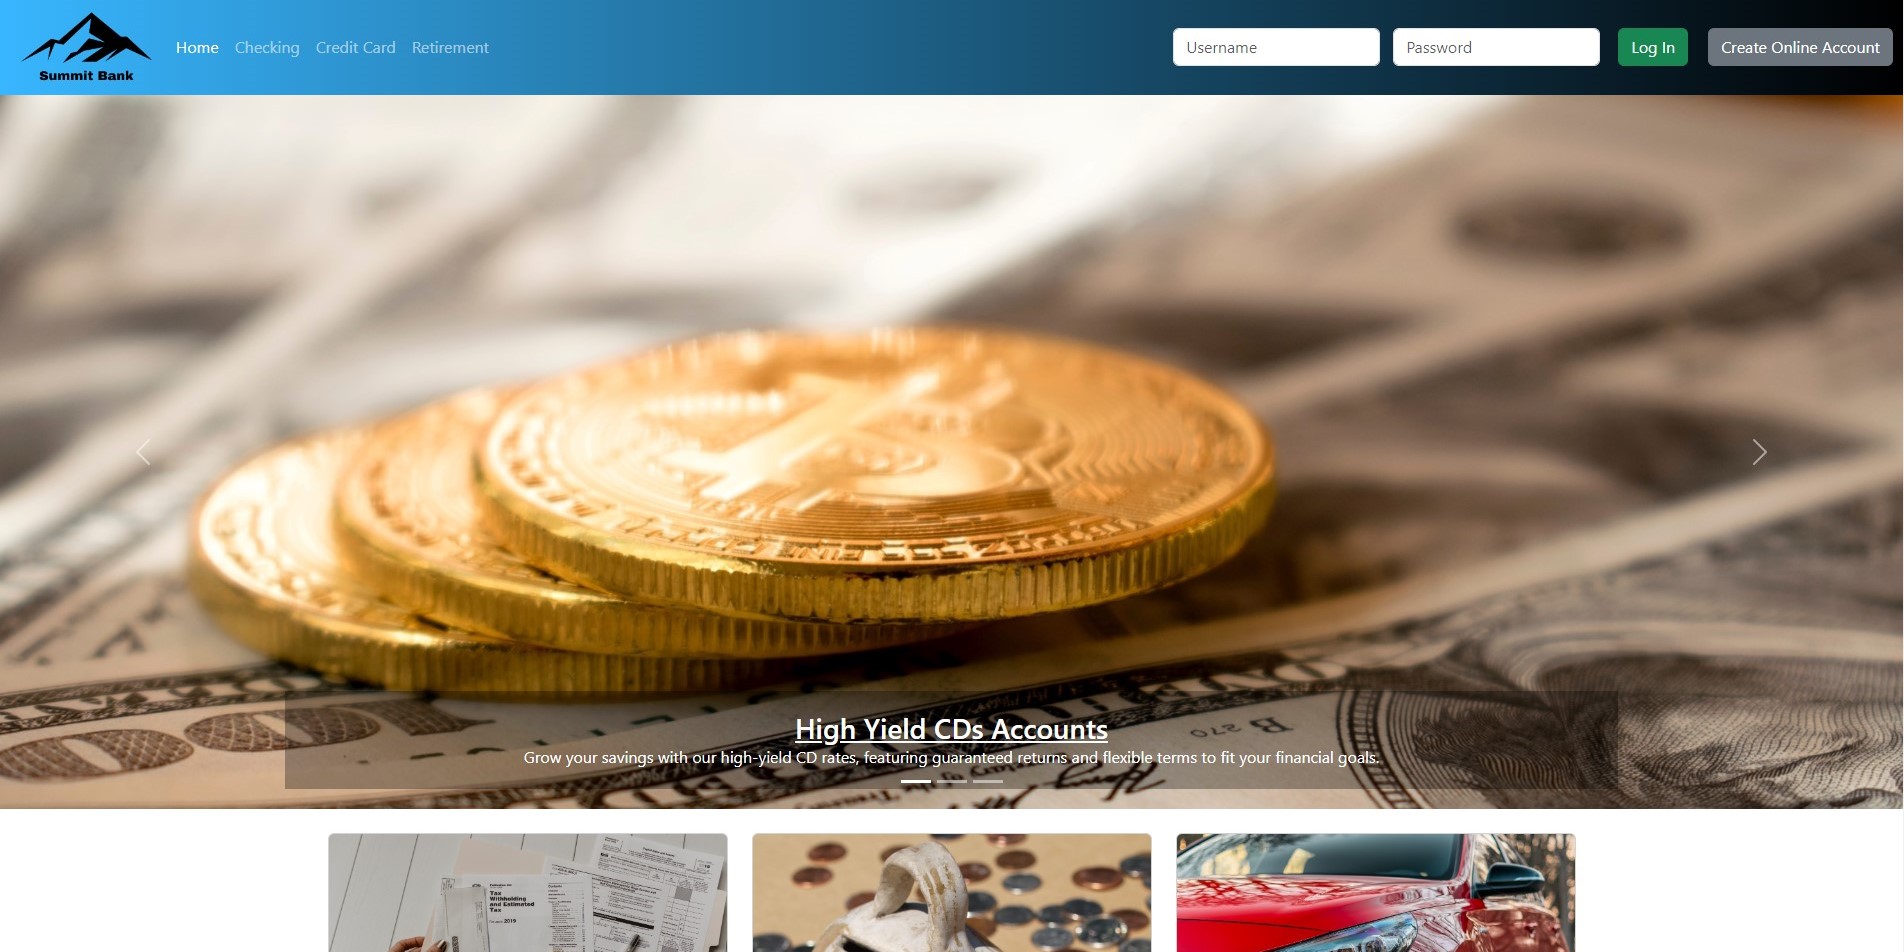 Summit Bank
Home Checking Credit Card Retirement
Username Password Log In Create Online Account
B 270
High Yield CDs Accounts
Grow your savings with our high-yield CD rates, featuring guaranteed returns and flexible terms to fit your financial goals.
Tax
Withholding
and Estimated
Tax
2019